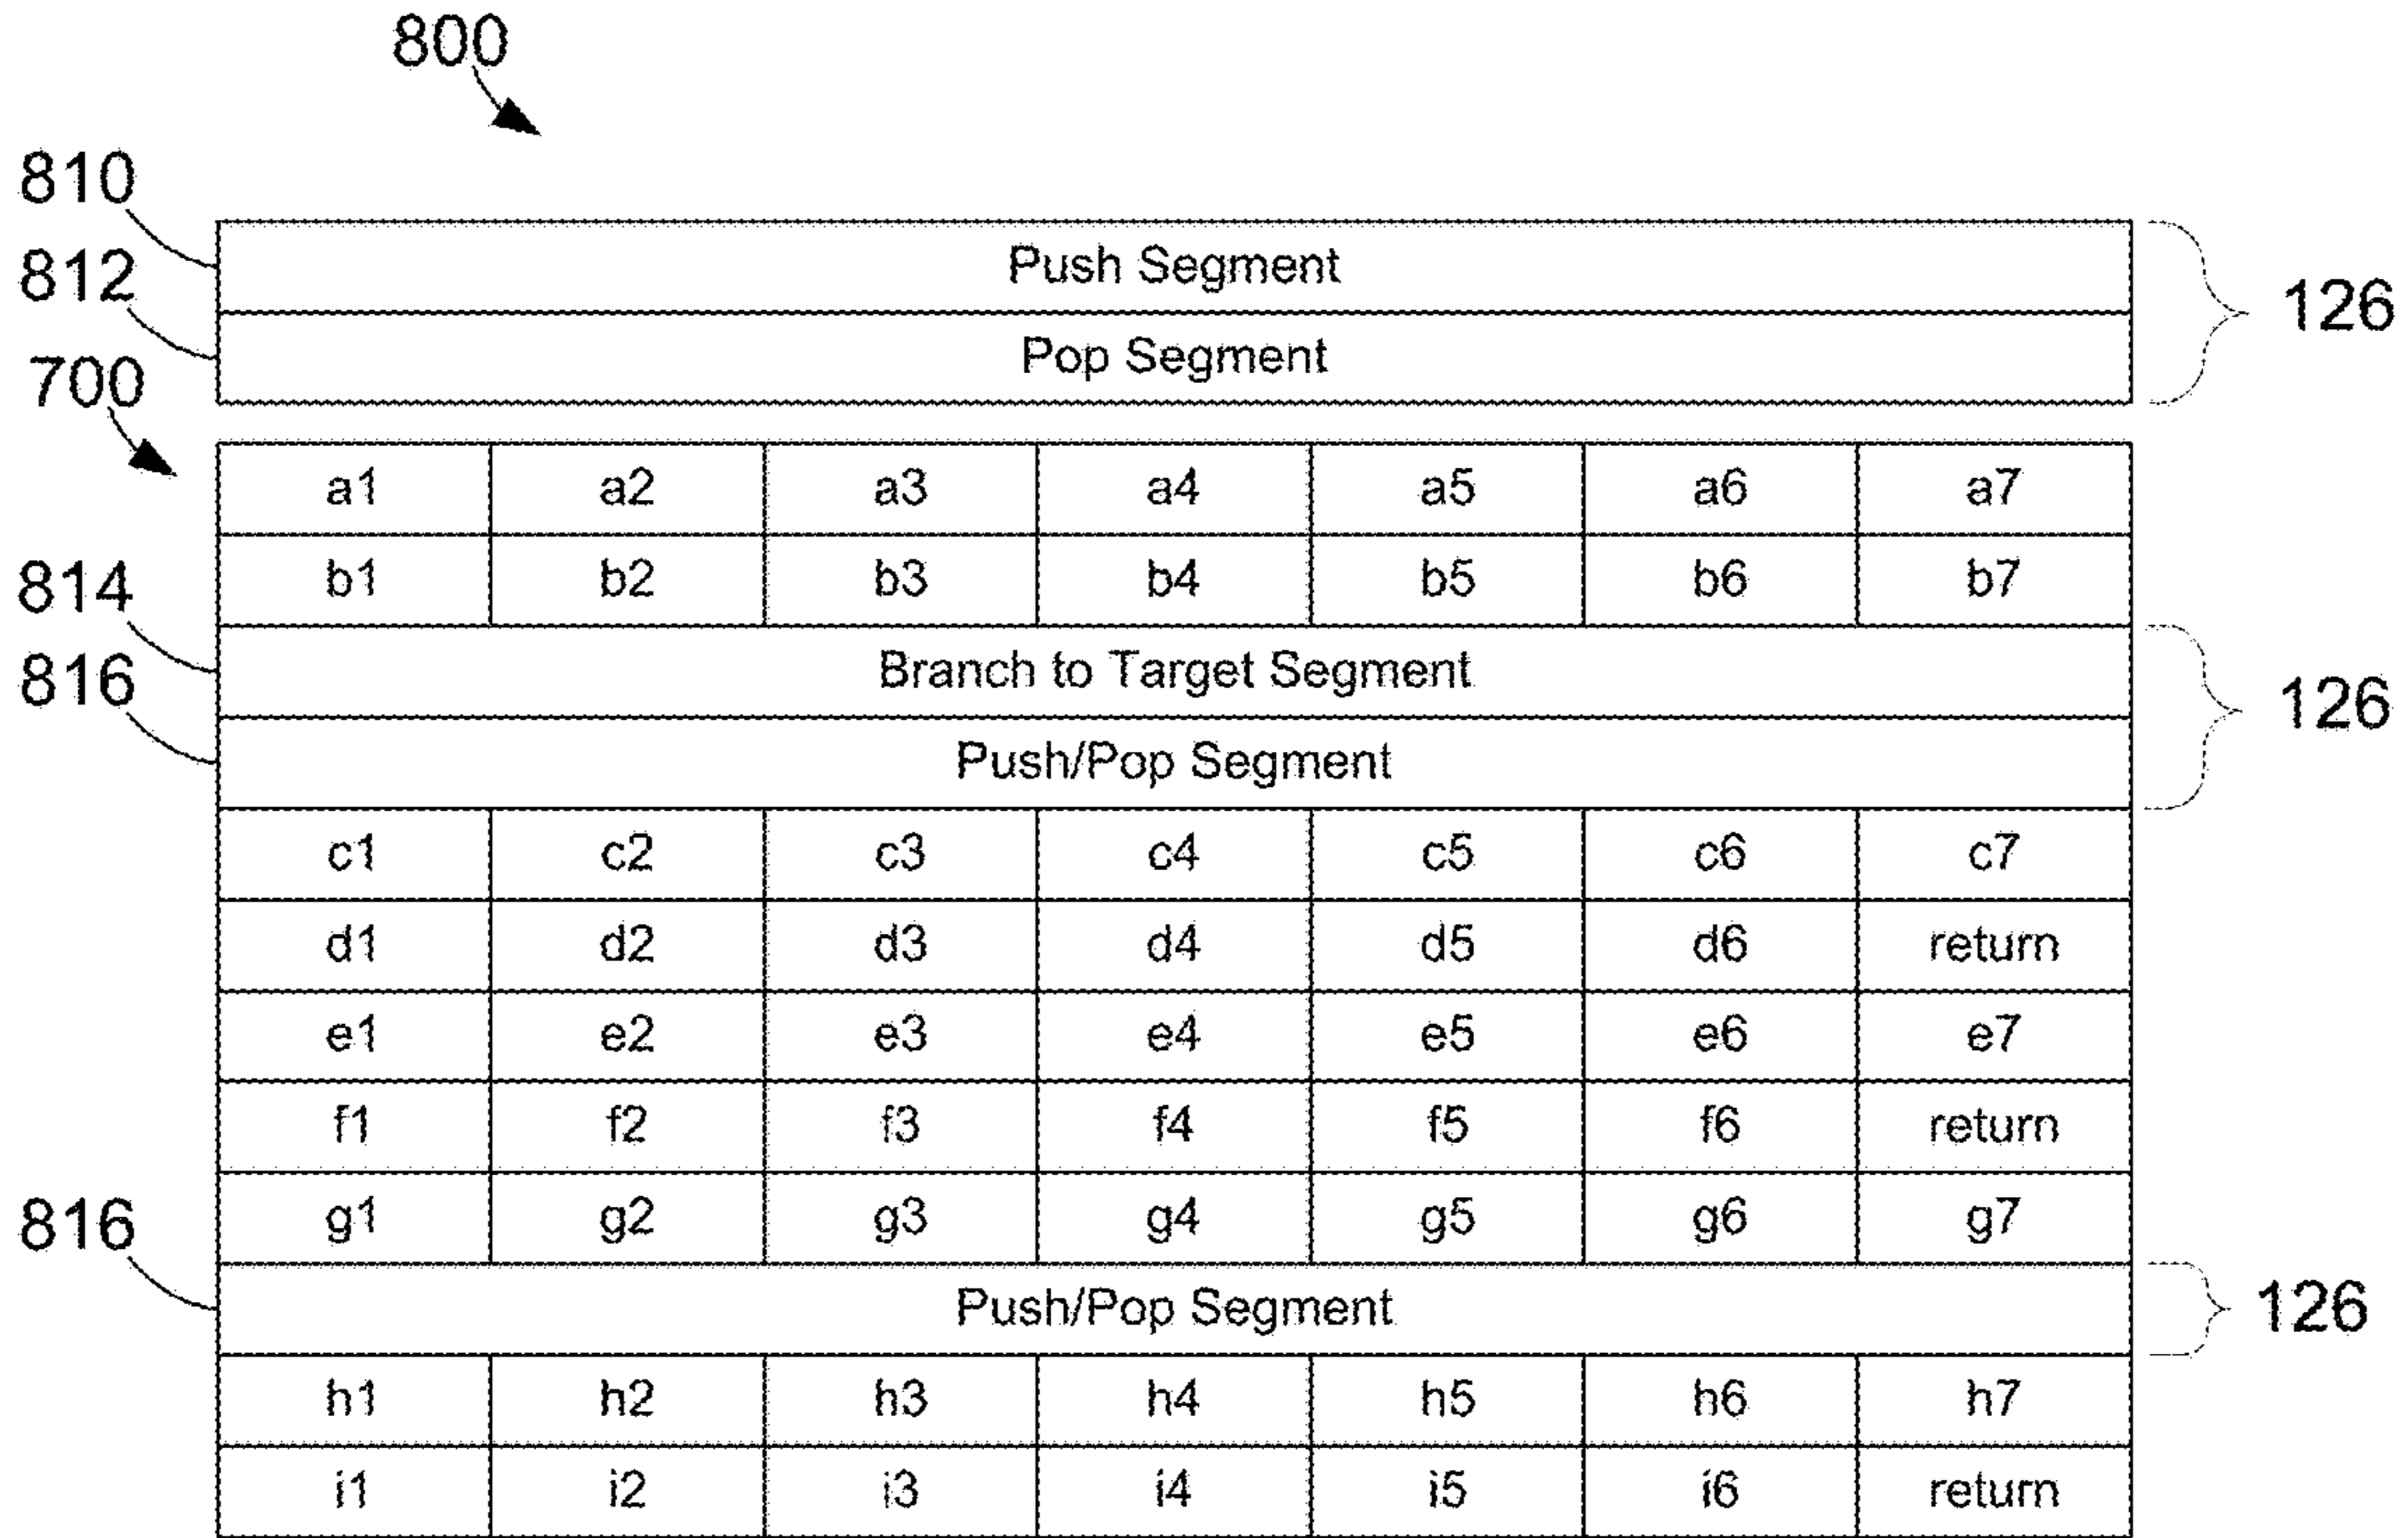 800
810
Push Segment
812
126
Pop Segment
700
a1 a2 a3 a4 a5 a6 a7
814
b1 b2 b3 b4 b5 b6 b7
816
Branch to Target Segment
126
Push/Pop Segment
c1 c2 c3 c4 c5 c6 c7
d1 d2 d3 d4 d5 d6 return
e1 e2 e3 e4 e5 e6 e7
f1 f2 f3 f4 f5 f6 return
816
g1 g2 g3 g4 g5 g6 g7
Push/Pop Segment
126
h1 h2 h3 h4 h5 h6 h7
i1 i2 i3 i4 i5 i6 return